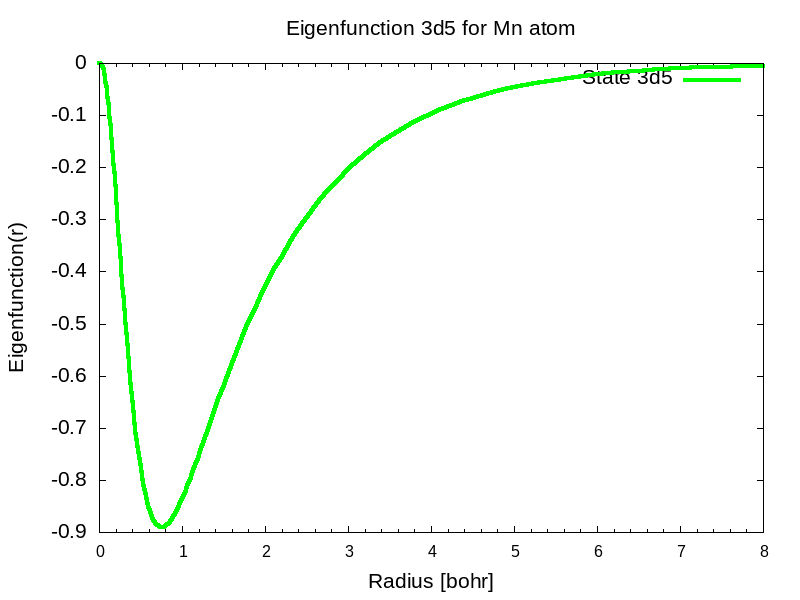 Eigenfunction 3d5 for Mn atom
State 3d5
0
-0.1
-0.2
-0.3
-0.4
-0.5
-0.6
-0.7
-0.8
-0.9
Eigenfunction(r)
0 1 2 3 4 5 6 7 8
Radius [bohr]